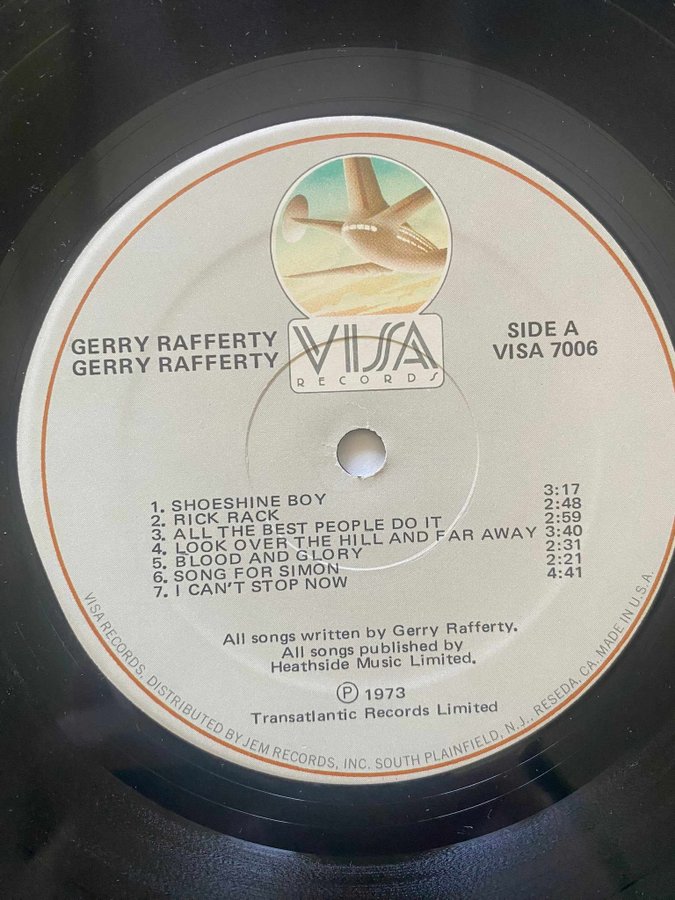 VISA
RECORDS
GERRY RAFFERTY
GERRY RAFFERTY
SIDE A
VISA 7006
1. SHOESHINE BOY 3:17
2. RICK RACK 2:48
3. ALL THE BEST PEOPLE DO IT 2:59
4. LOOK OVER THE HILL AND FAR AWAY 3:40
5. BLOOD AND GLORY 2:31
6. SONG FOR SIMON 2:21
7. I CAN'T STOP NOW 4:41
All songs written by Gerry Rafferty.
All songs published by
Heathside Music Limited.
Ⓟ 1973
Transatlantic Records Limited
VISA RECORDS, DISTRIBUTED BY JEM RECORDS, INC. SOUTH PLAINFIELD, N.J., RESEDA, CA. MADE IN U.S.A.